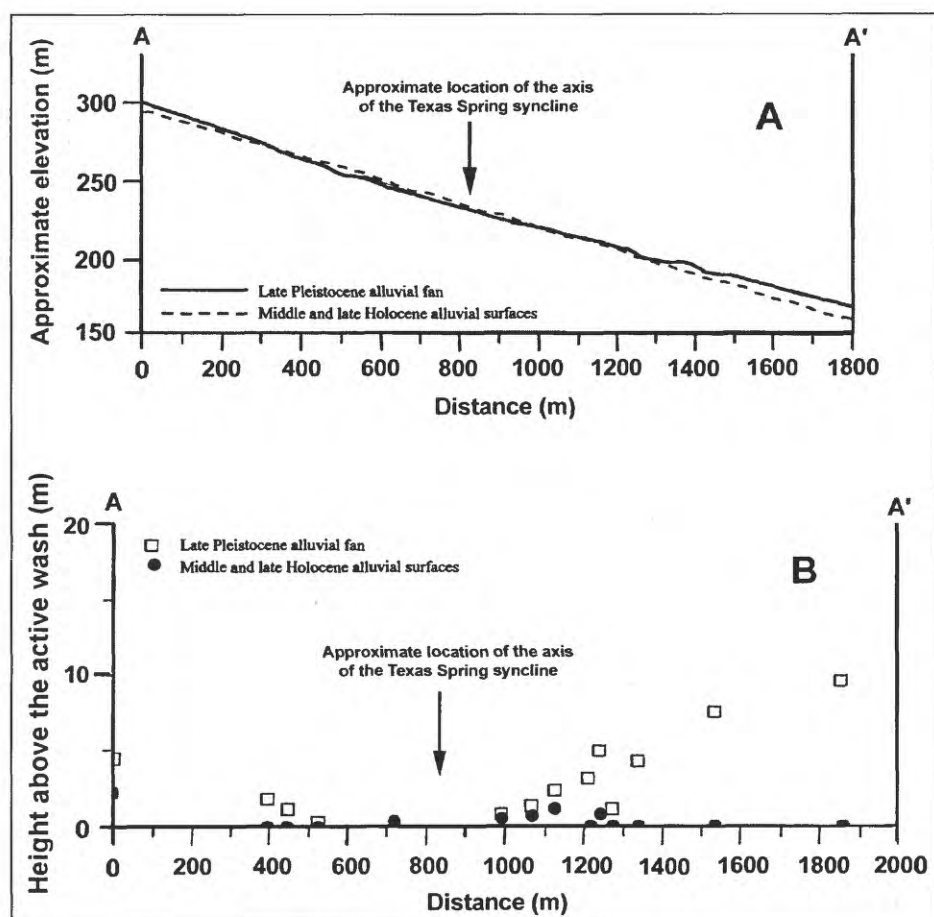 A
A'
Approximate elevation (m)
300
250
200
150
Approximate location of the axis
of the Texas Spring syncline
A
Late Pleistocene alluvial fan
Middle and late Holocene alluvial surfaces
0
200
400
600
800
1000
1200
1400
1600
1800
Distance (m)
A
A'
Height above the active wash (m)
20
10
0
Late Pleistocene alluvial fan
Middle and late Holocene alluvial surfaces
B
Approximate location of the axis
of the Texas Spring syncline
0
200
400
600
800
1000
1200
1400
1600
1800
2000
Distance (m)